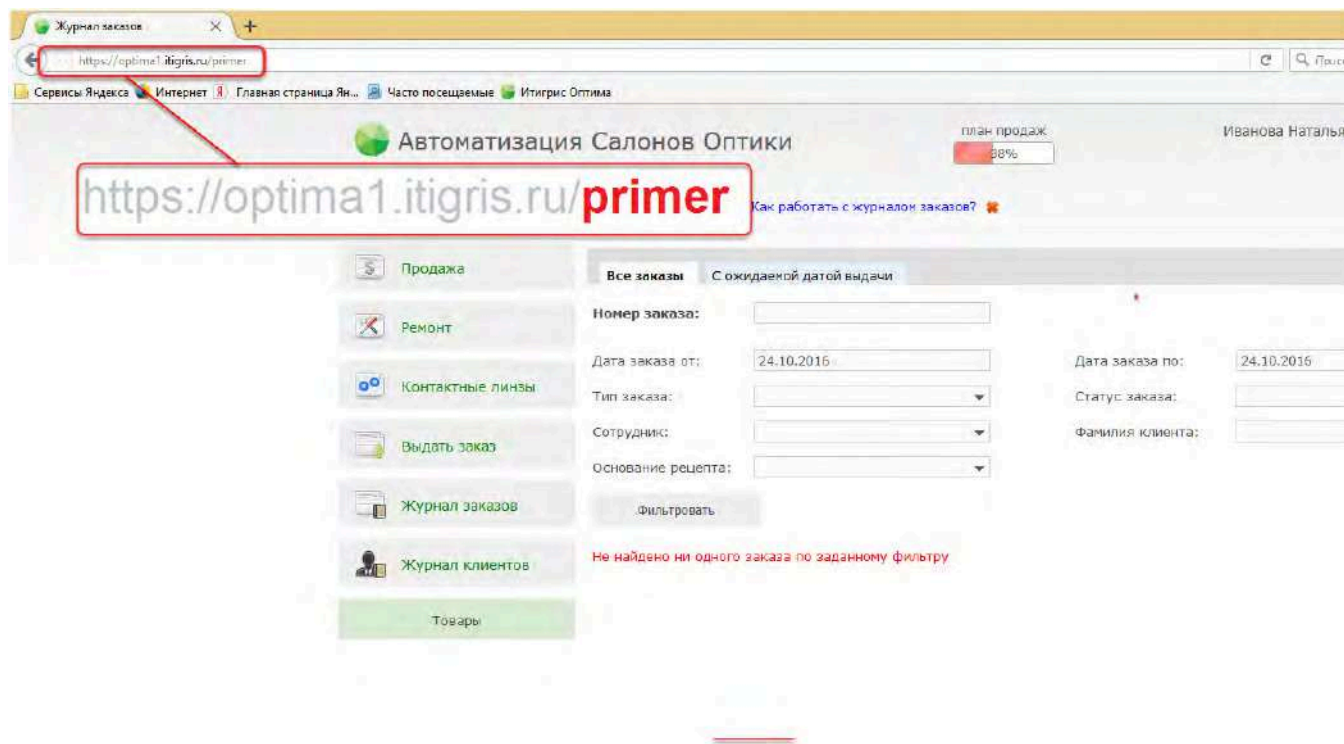 Журнал заказов
https://optima1.itigris.ru/primer
Сервисы Яндекса Интернет Главная страница Ян... Часто посещаемые Итигрис Оптима
Автоматизация Салонов Оптики
план продаж
38%
Иванова Наталья
https://optima1.itigris.ru/primer
Как работать с журналом заказов?
Продажа
Ремонт
Контактные линзы
Выдать заказ
Журнал заказов
Журнал клиентов
Товары
Все заказы С ожидаемой датой выдачи
Номер заказа:
Дата заказа от: 24.10.2016 Дата заказа по: 24.10.2016
Тип заказа: Статус заказа:
Сотрудник: Фамилия клиента:
Основание рецепта:
Фильтровать
Не найдено ни одного заказа по заданному фильтру